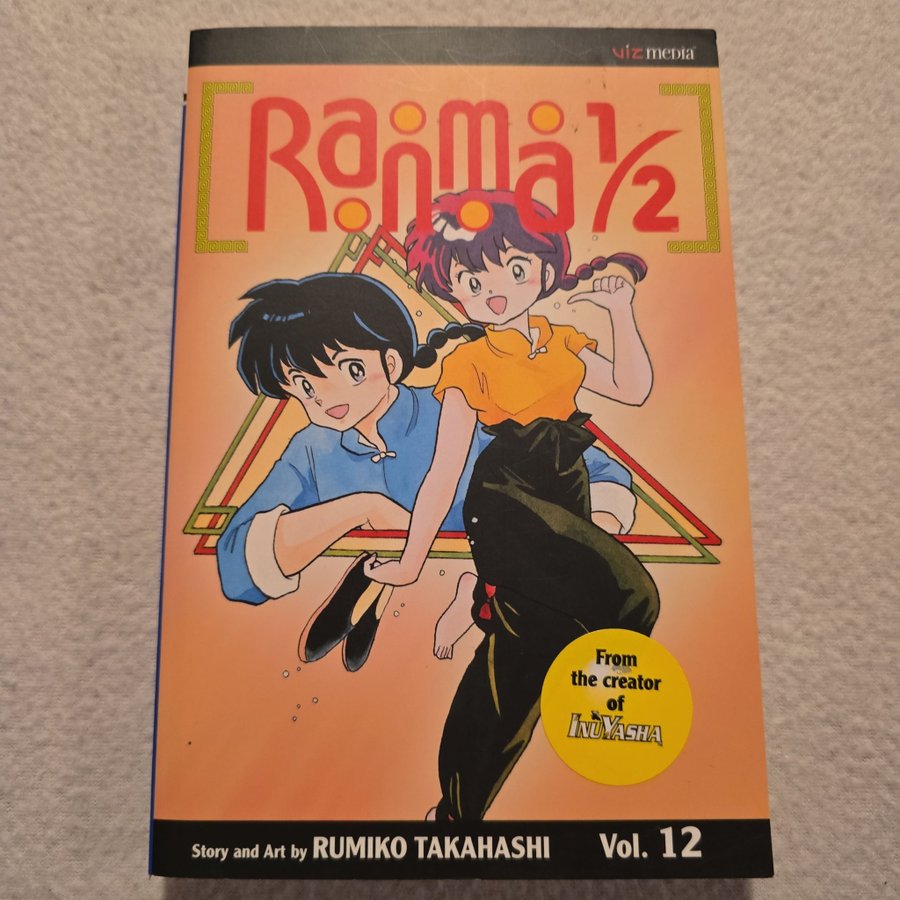 VIZ media
Ranma 1/2
From
the creator
of
INUYASHA
Story and Art by RUMIKO TAKAHASHI Vol. 12